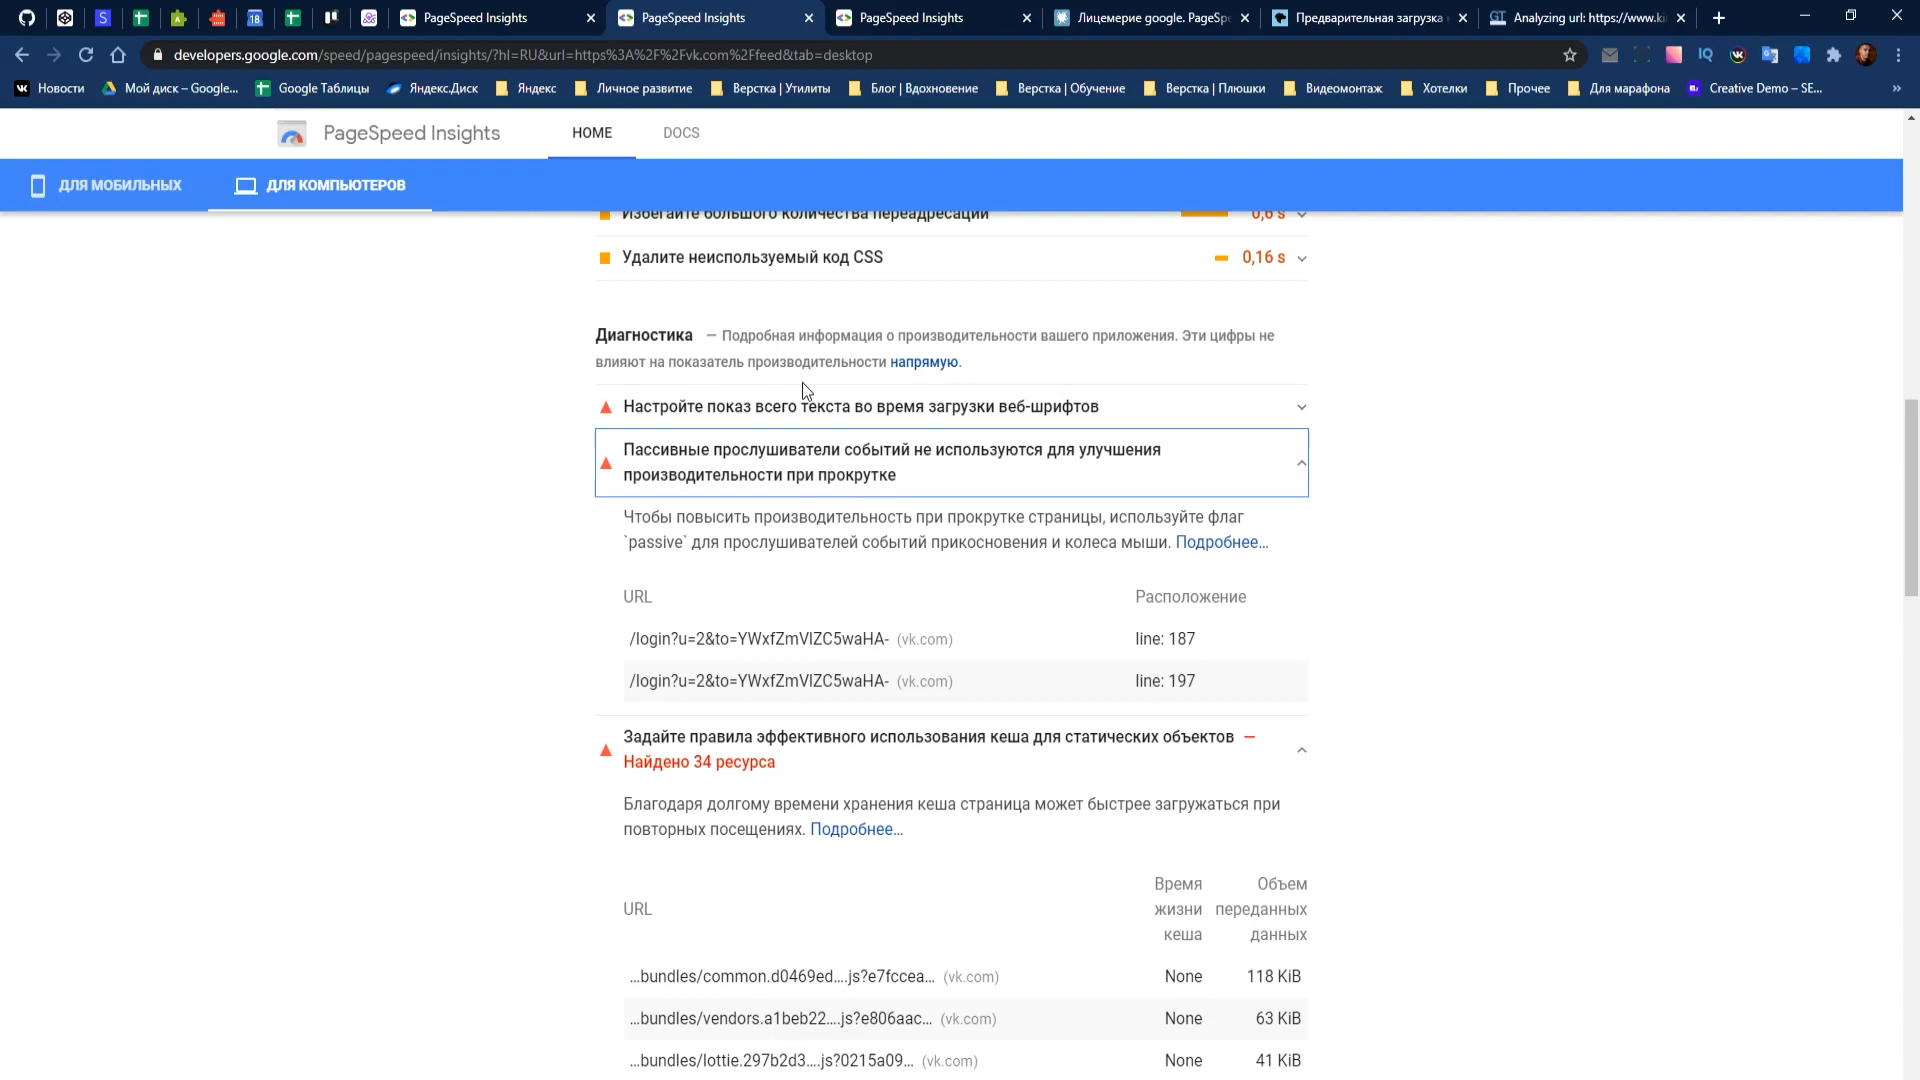 PageSpeed Insights
PageSpeed Insights
PageSpeed Insights
Лицемерие google. PageSp
Предварительная загрузка
Analyzing url: https://www.ki
developers.google.com/speed/pagespeed/insights/?hl=RU&url=https%3A%2F%2Fvk.com%2Ffeed&tab=desktop
Новости
Мой диск – Google...
Google Таблицы
Яндекс.Диск
Яндекс
Личное развитие
Верстка | Утилиты
Блог | Вдохновение
Верстка | Обучение
Верстка | Плюшки
Видеомонтаж
Хотелки
Прочее
Для марафона
Creative Demo – SE...
PageSpeed Insights
HOME
DOCS
ДЛЯ МОБИЛЬНЫХ
ДЛЯ КОМПЬЮТЕРОВ
Избегайте большого количества переадресаций 0,6 s
Удалите неиспользуемый код CSS 0,16 s
Диагностика — Подробная информация о производительности вашего приложения. Эти цифры не
влияют на показатель производительности напрямую.
Настройте показ всего текста во время загрузки веб-шрифтов
Пассивные прослушиватели событий не используются для улучшения
производительности при прокрутке
Чтобы повысить производительность при прокрутке страницы, используйте флаг
`passive` для прослушивателей событий прикосновения и колеса мыши. Подробнее...
URL Расположение
/login?u=2&to=YWxfZmVlZC5waHA- (vk.com) line: 187
/login?u=2&to=YWxfZmVlZC5waHA- (vk.com) line: 197
Задайте правила эффективного использования кеша для статических объектов —
Найдено 34 ресурса
Благодаря долгому времени хранения кеша страница может быстрее загружаться при
повторных посещениях. Подробнее...
URL
Время
жизни
кеша
Объем
переданных
данных
...bundles/common.d0469ed....js?e7fccea... (vk.com) None 118 KiB
...bundles/vendors.a1beb22....js?e806aac... (vk.com) None 63 KiB
...bundles/lottie.297b2d3....js?0215a09... (vk.com) None 41 KiB